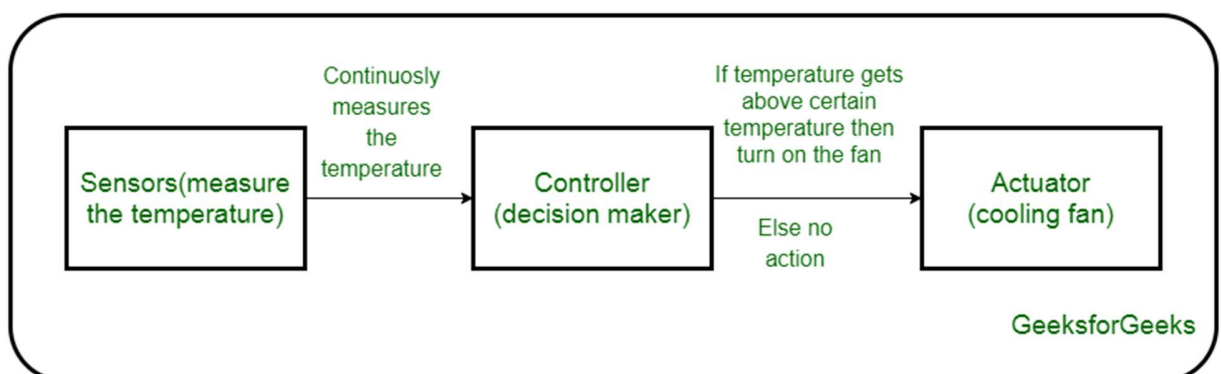 Continuosly
measures
the
temperature
If temperature gets
above certain
temperature then
turn on the fan
Sensors(measure
the temperature)
Controller
(decision maker)
Actuator
(cooling fan)
Else no
action
GeeksforGeeks